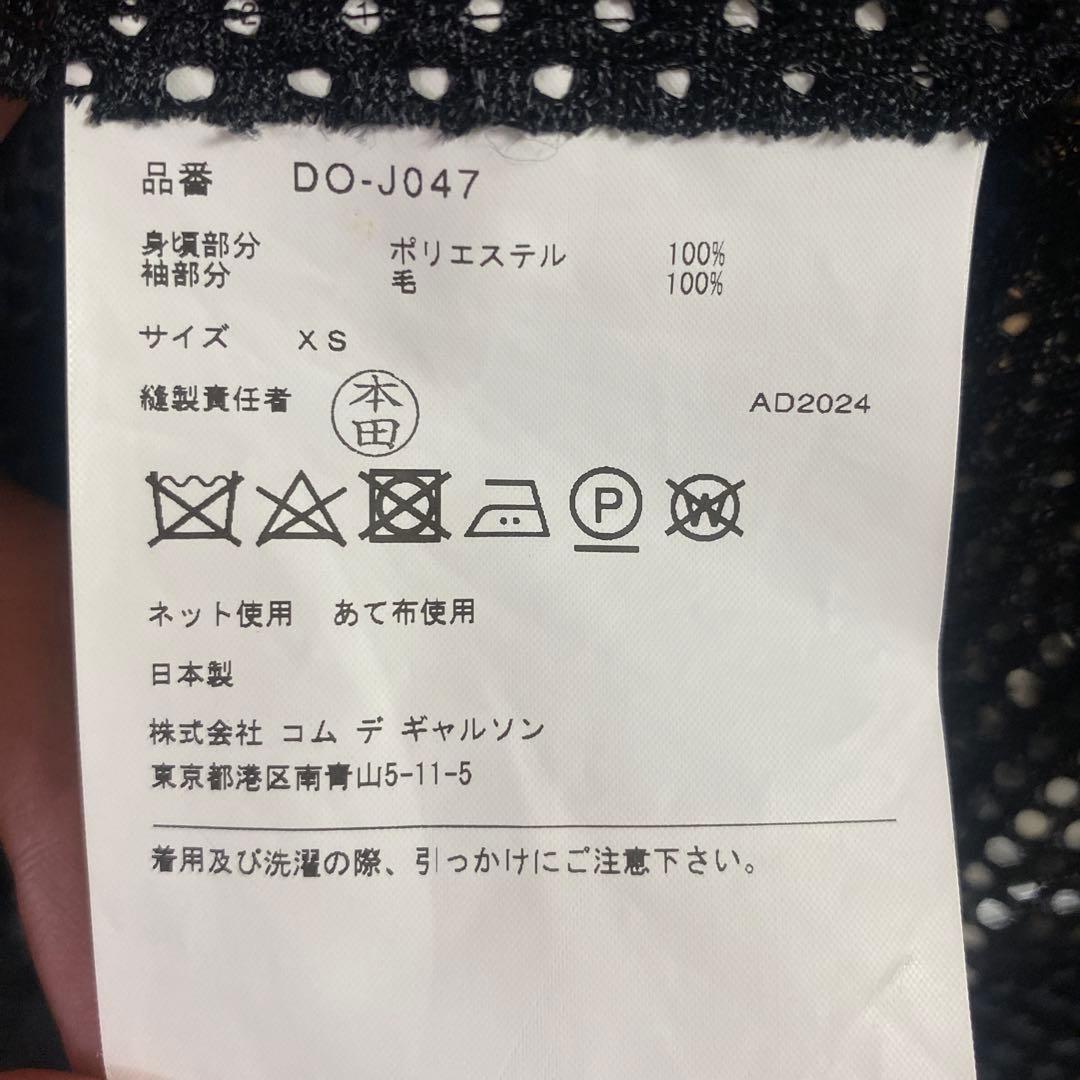 品番 DO-J047
身頃部分 ポリエステル 100%
袖部分 毛 100%
サイズ XS
縫製責任者 本田 AD2024
P W
ネット使用 あて布使用
日本製
株式会社 コム デ ギャルソン
東京都港区南青山5-11-5
着用及び洗濯の際、引っかけにご注意下さい。